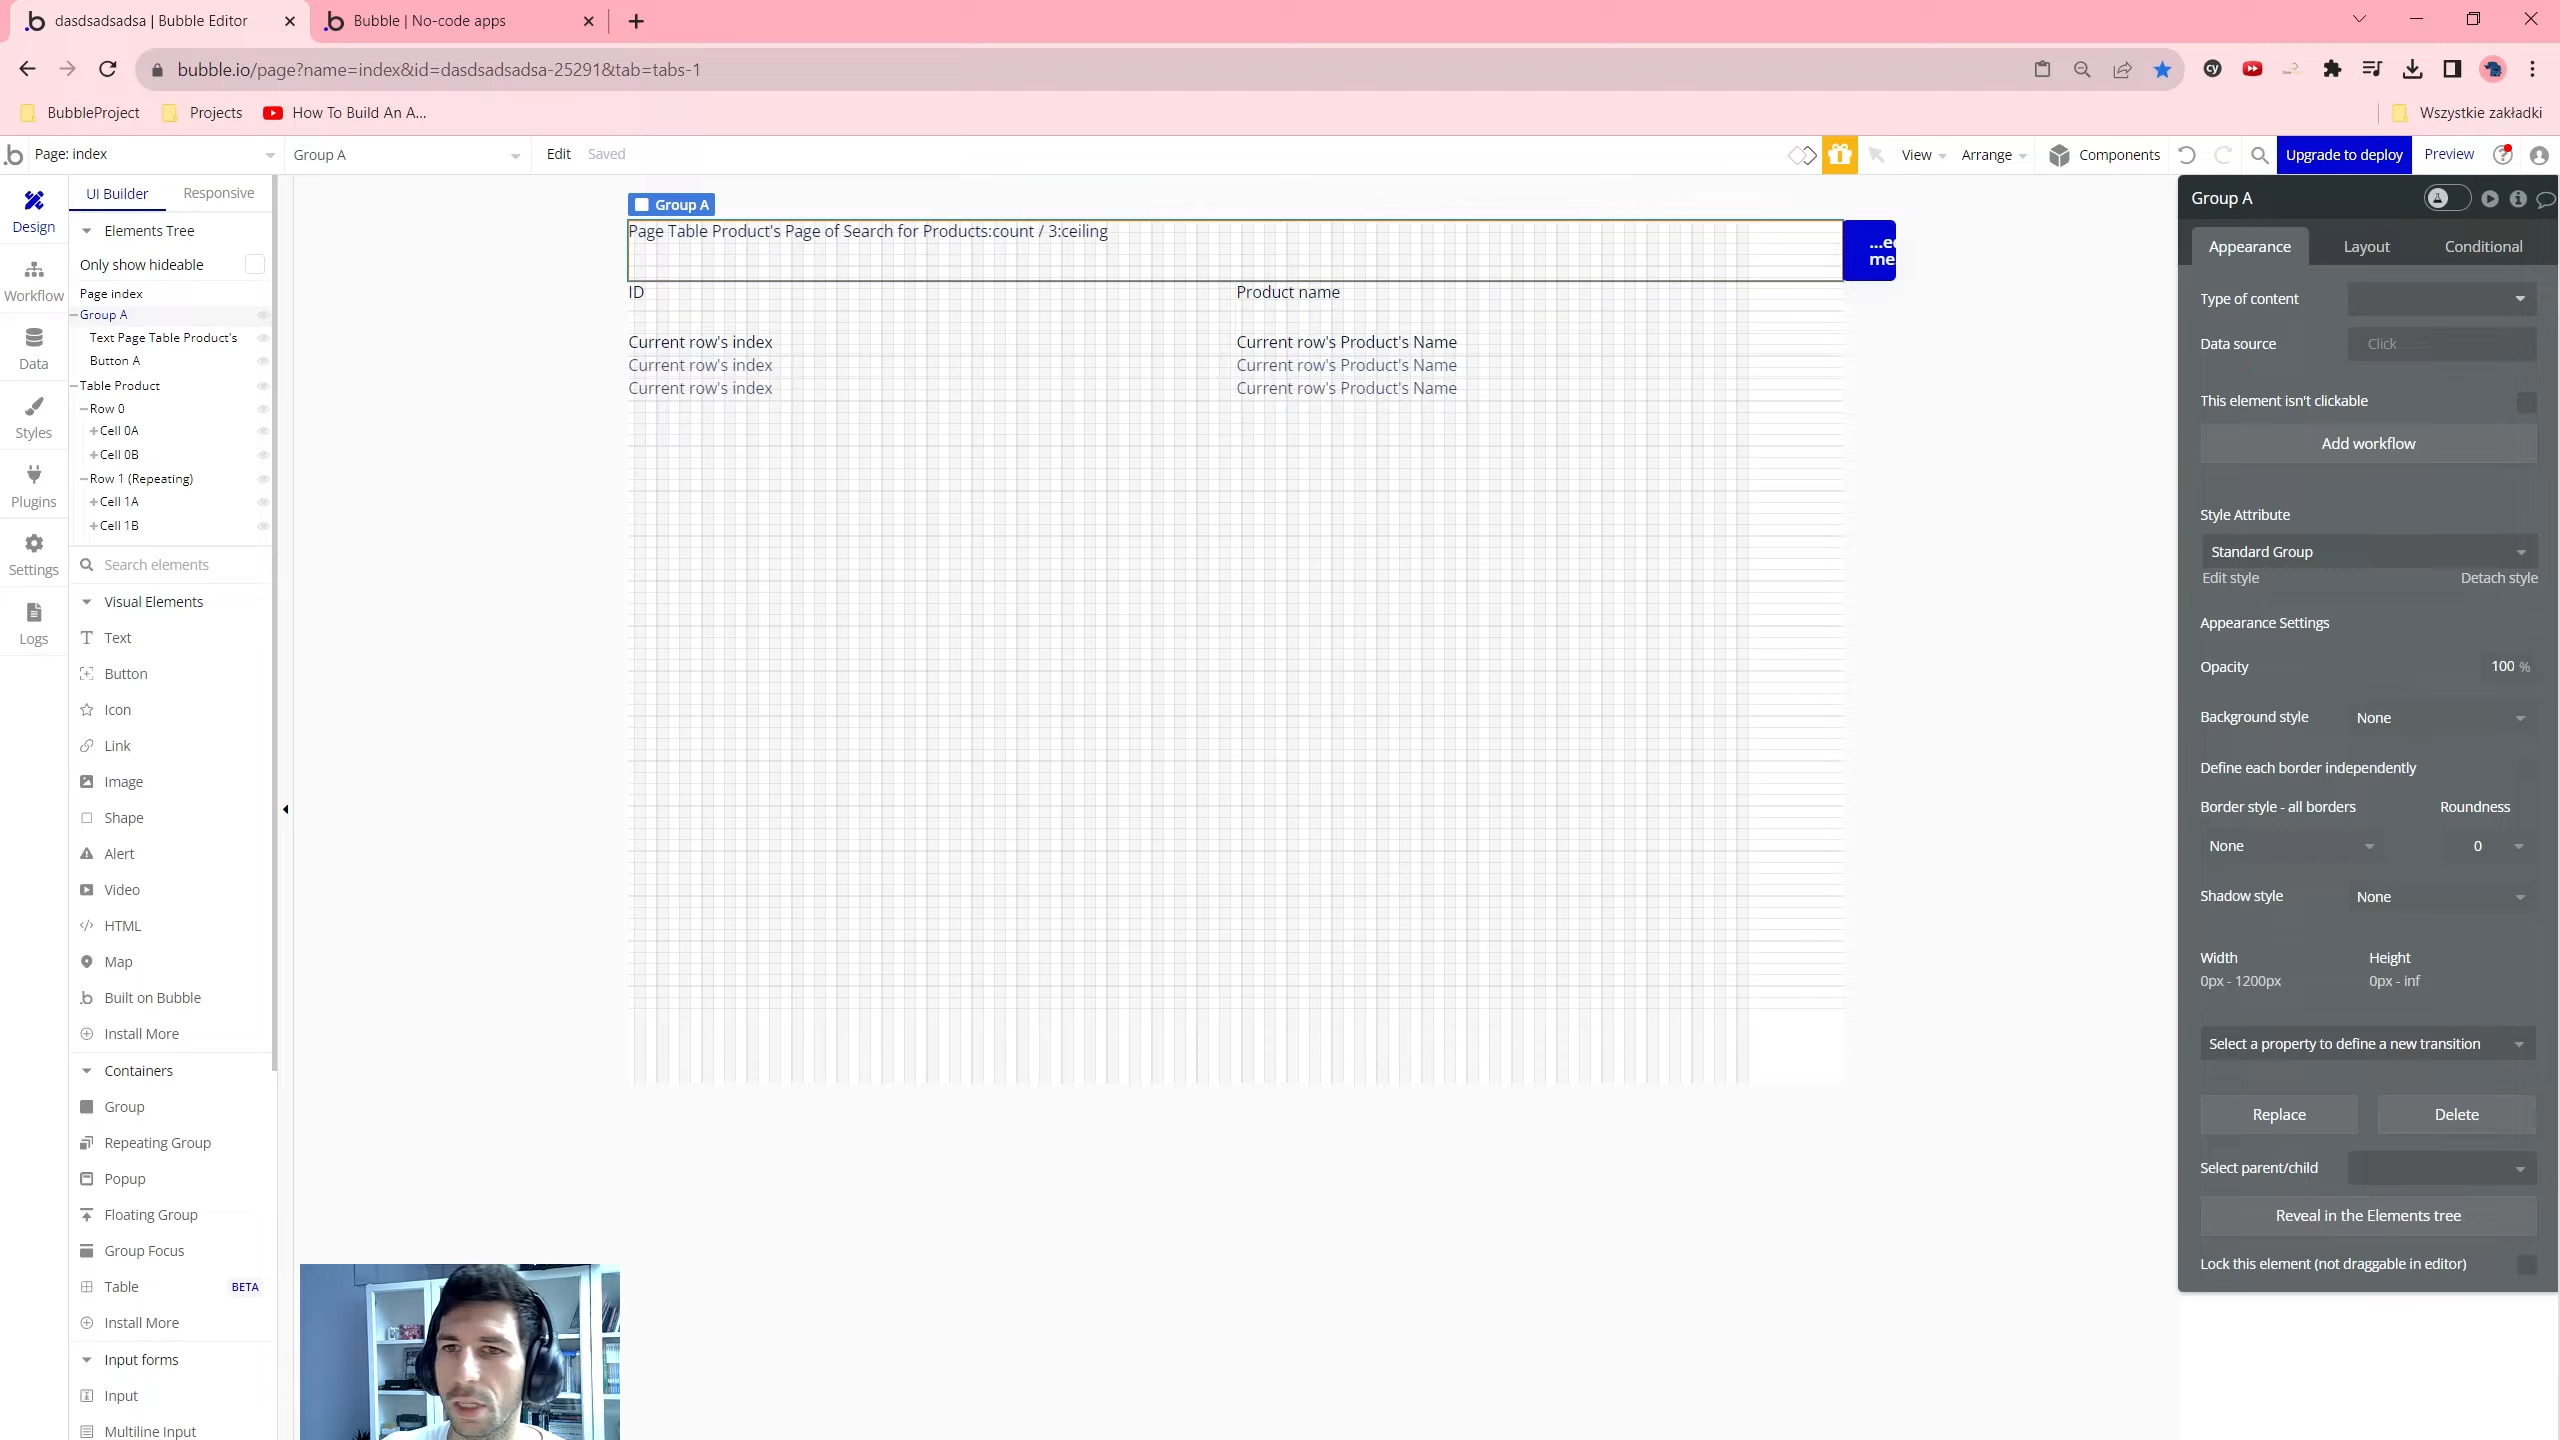 dasdsadsadsa | Bubble Editor
Bubble | No-code apps
bubble.io/page?name=index&id=dasdsadsadsa-25291&tab=tabs-1
BubbleProject
Projects
How To Build An A...
Wszystkie zakładki
Page: index
Group A
Edit
Saved
View
Arrange
Components
Upgrade to deploy
Preview
Design
Workflow
Data
Styles
Plugins
Settings
Logs
UI Builder
Responsive
Elements Tree
Only show hideable
Page index
Group A
Text Page Table Product's
Button A
Table Product
Row 0
Cell 0A
Cell 0B
Row 1 (Repeating)
Cell 1A
Cell 1B
Search elements
Visual Elements
Text
Button
Icon
Link
Image
Shape
Alert
Video
HTML
Map
Built on Bubble
Install More
Containers
Group
Repeating Group
Popup
Floating Group
Group Focus
Table
BETA
Install More
Input forms
Input
Multiline Input
Group A
Page Table Product's Page of Search for Products:count / 3:ceiling
...ed
me
ID
Product name
Current row's index
Current row's Product's Name
Current row's index
Current row's Product's Name
Current row's index
Current row's Product's Name
Group A
Appearance
Layout
Conditional
Type of content
Data source
Click
This element isn't clickable
Add workflow
Style Attribute
Standard Group
Edit style
Detach style
Appearance Settings
Opacity
100 %
Background style
None
Define each border independently
Border style - all borders
Roundness
None
0
Shadow style
None
Width
Height
0px - 1200px
0px - inf
Select a property to define a new transition
Replace
Delete
Select parent/child
Reveal in the Elements tree
Lock this element (not draggable in editor)